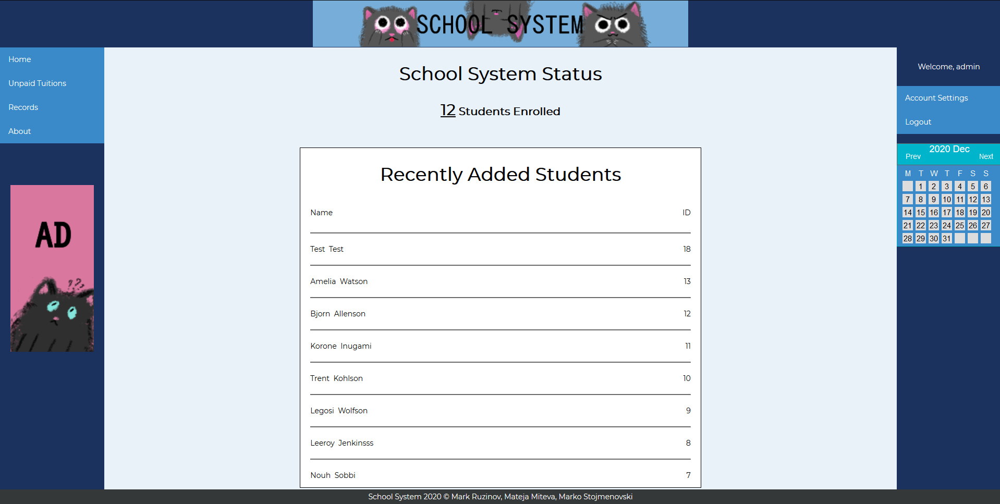 SCHOOL SYSTEM
Home
Unpaid Tuitions
Records
About
AD
???
School System Status
12 Students Enrolled
Recently Added Students
Name ID
Test Test 18
Amelia Watson 13
Bjorn Allenson 12
Korone Inugami 11
Trent Kohlson 10
Legosi Wolfson 9
Leeroy Jenkinsss 8
Nouh Sobbi 7
Welcome, admin
Account Settings
Logout
2020 Dec
Prev Next
M T W T F S S
1 2 3 4 5 6
7 8 9 10 11 12 13
14 15 16 17 18 19 20
21 22 23 24 25 26 27
28 29 30 31
School System 2020 © Mark Ruzinov, Mateja Miteva, Marko Stojmenovski